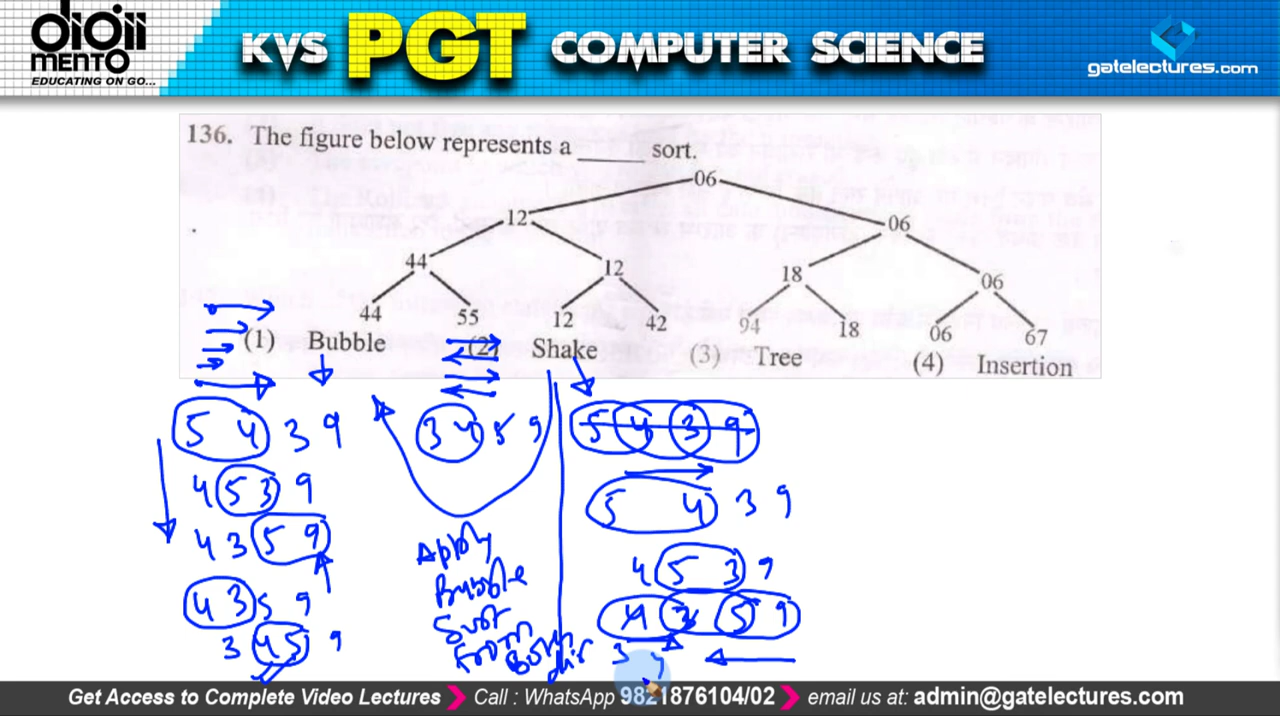 digii
MENTO
EDUCATING ON GO...
KVS PGT COMPUTER SCIENCE
gatelectures.com
136. The figure below represents a _____ sort.
06
12 06
44 12 18 06
44 55 12 42 94 18 06 67
(1) Bubble (2) Shake (3) Tree (4) Insertion
5 4 3 9
4 5 3 9
4 3 5 9
4 3 5 9
3 4 5 9
3 4 5 9
Apply
Bubble
Sort
From
Both
dir
5 4 3 9
5 4 3 9
4 5 3 9
4 3 5 9
3 4
Get Access to Complete Video Lectures | Call : WhatsApp 9821876104/02 | email us at: admin@gatelectures.com